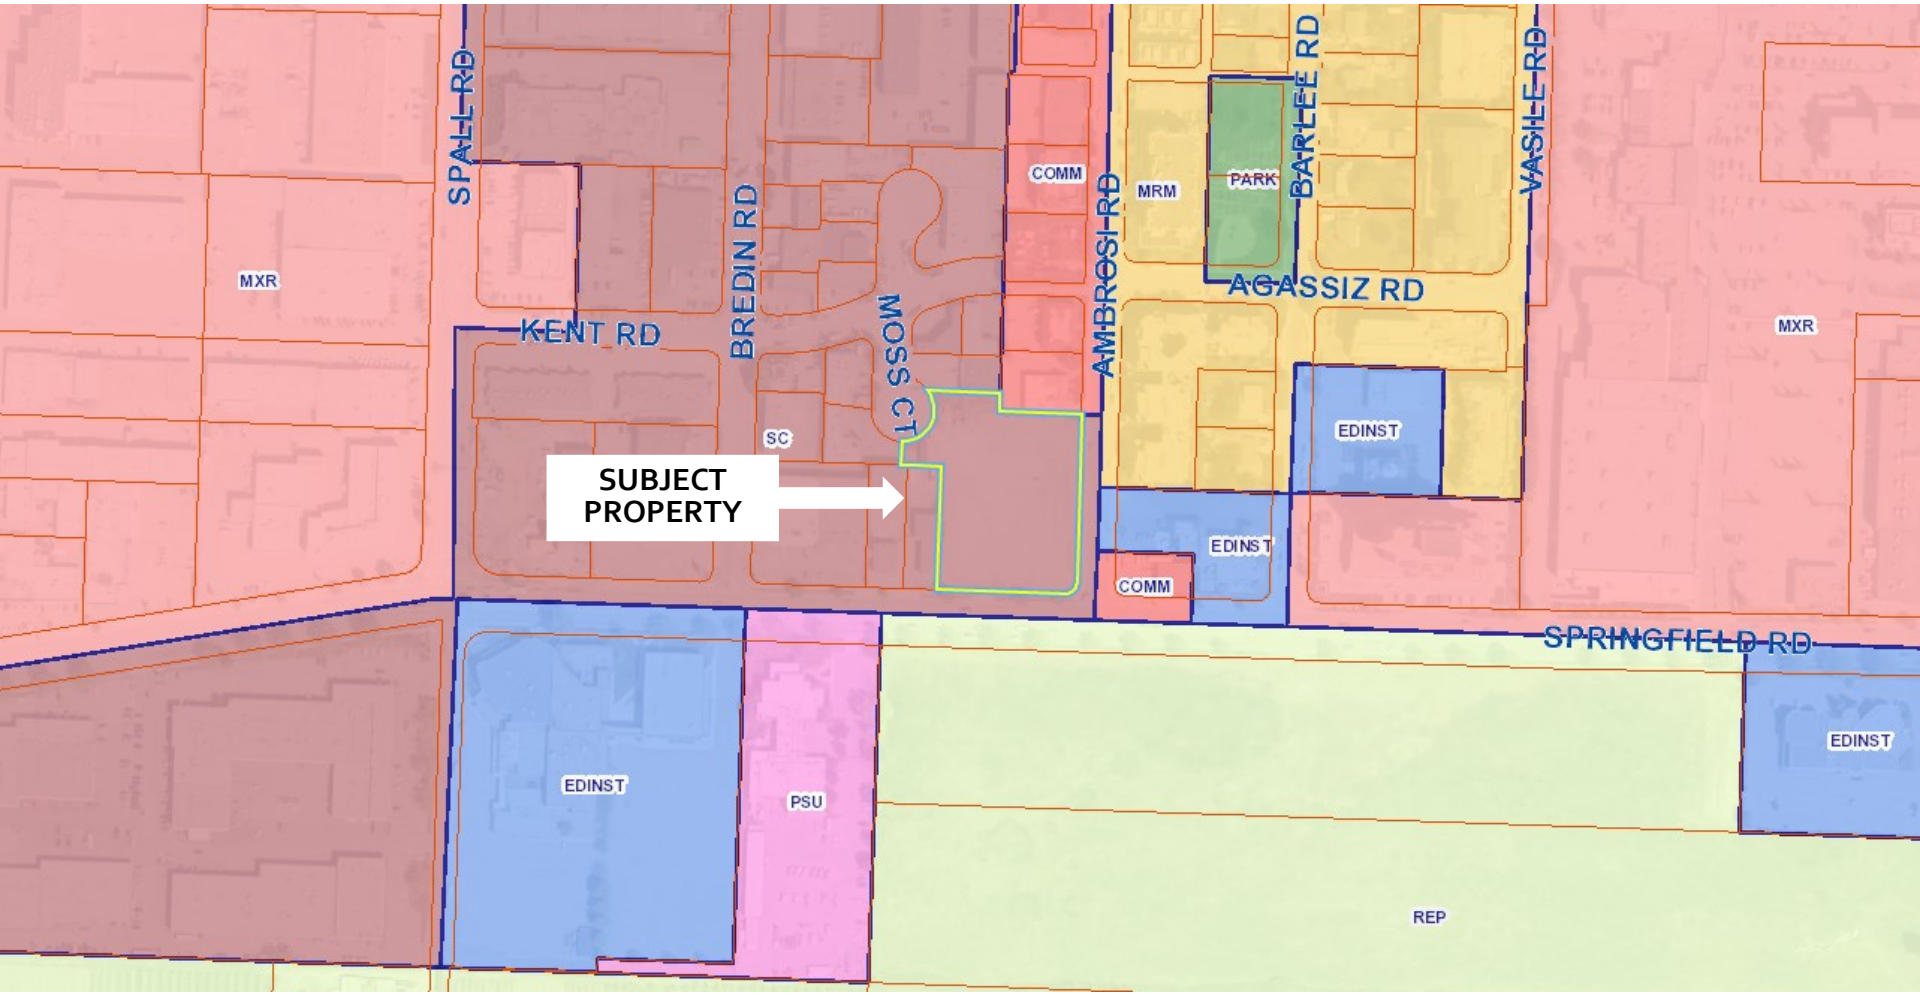 SPALL RD
BARLEE RD
VASILE RD
COMM
PARK
MRM
BREDIN RD
AMBROSI RD
MXR
AGASSIZ RD
MOSS CT
KENT RD
MXR
SC
EDINST
SUBJECT
PROPERTY
EDINST
COMM
SPRINGFIELD RD
EDINST
EDINST
PSU
REP